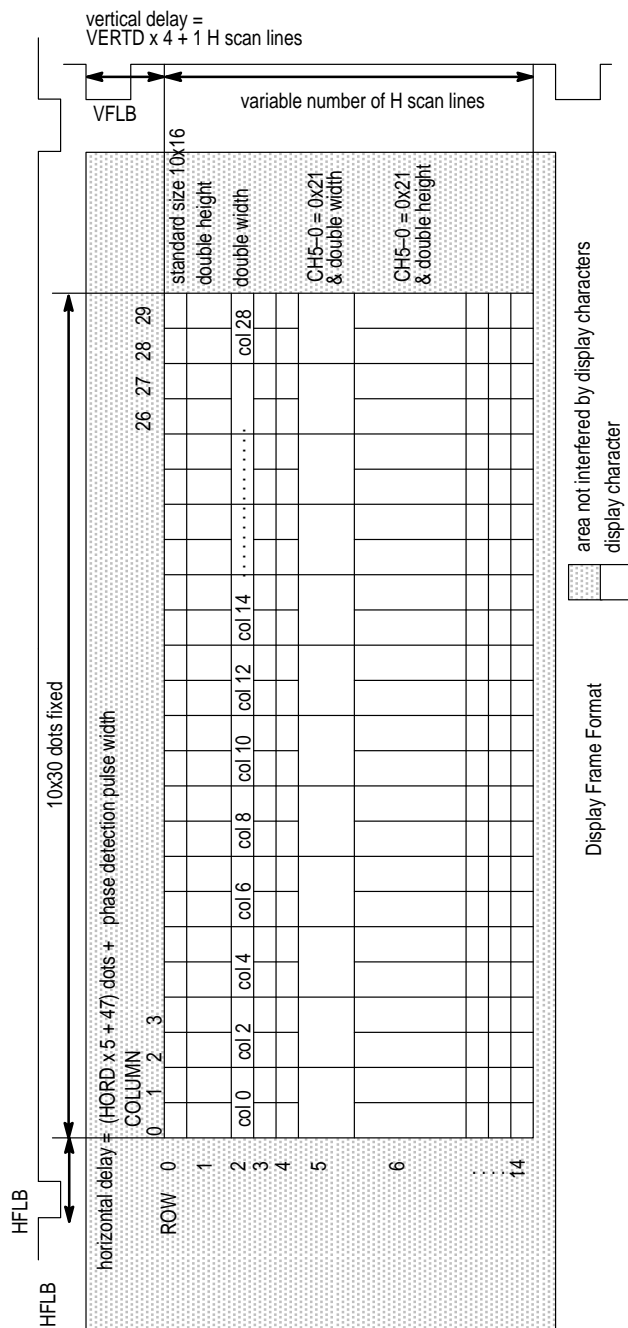 vertical delay =
VERTD x 4 + 1 H scan lines
VFLB
variable number of H scan lines
HFLB
HFLB
10x30 dots fixed
horizontal delay = (HORD x 5 + 47) dots + phase detection pulse width
COLUMN
0 1 2 3 26 27 28 29
ROW
0 standard size 10x16
1 double height
2 col 0 col 2 col 4 col 6 col 8 col 10 col 12 col 14 . . . . . . . . . . . . . . . col 28 double width
3
4
5 CH5–0 = 0x21
& double width
6 CH5–0 = 0x21
& double height
. . . . .
14
area not interfered by display characters
display character
Display Frame Format